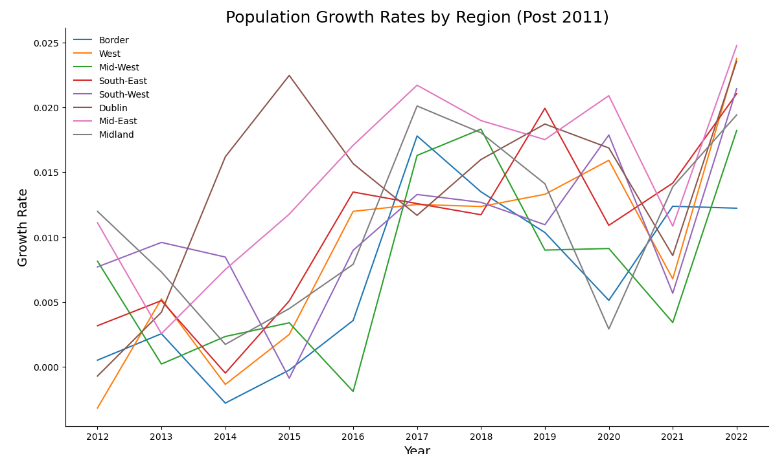 Population Growth Rates by Region (Post 2011)
Border
West
Mid-West
South-East
South-West
Dublin
Mid-East
Midland
Growth Rate
0.025
0.020
0.015
0.010
0.005
0.000
2012 2013 2014 2015 2016 2017 2018 2019 2020 2021 2022
Year